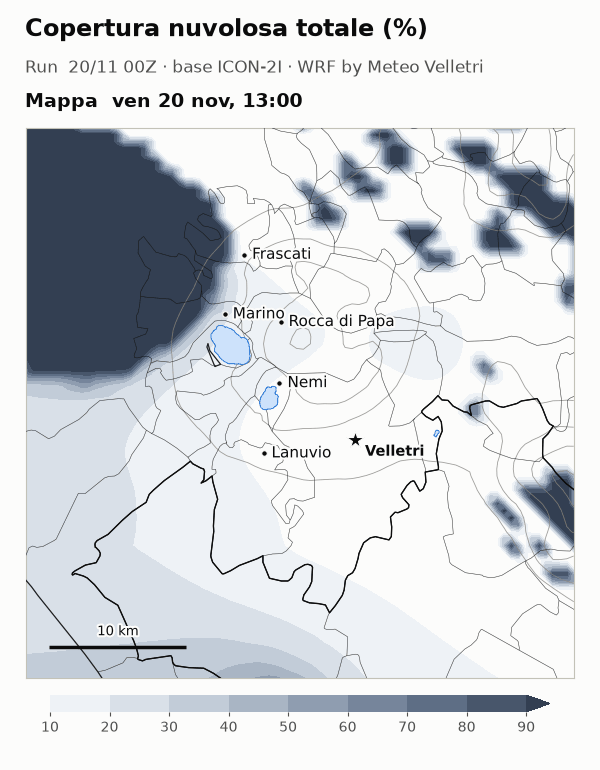 Copertura nuvolosa totale (%)
Run  20/11 00Z · base ICON-2I · WRF by Meteo Velletri
Mappa  ven 20 nov, 13:00
Frascati
Marino
Rocca di Papa
Nemi
Velletri
Lanuvio
10 km
10 20 30 40 50 60 70 80 90